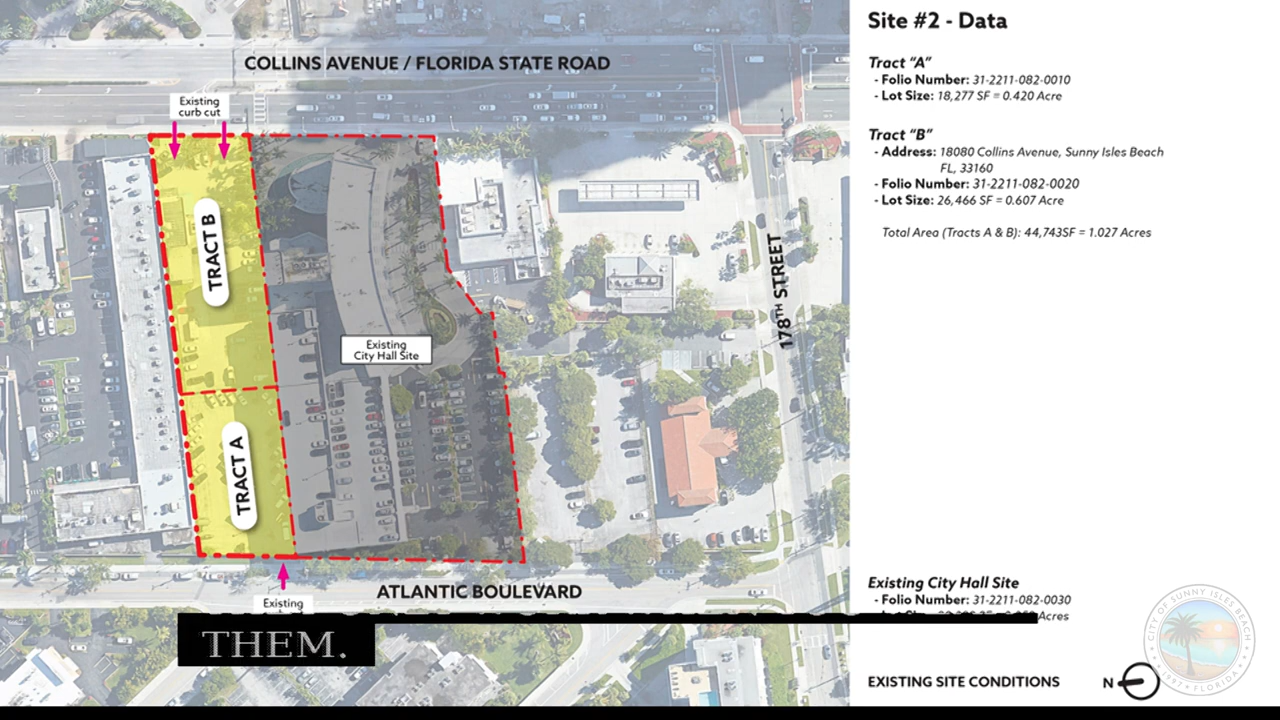 COLLINS AVENUE / FLORIDA STATE ROAD
Existing
curb cut
TRACT B
TRACT A
Existing
City Hall Site
178TH STREET
ATLANTIC BOULEVARD
Existing
THEM.
Site #2 - Data
Tract “A”
- Folio Number: 31-2211-082-0010
- Lot Size: 18,277 SF = 0.420 Acre
Tract “B”
- Address: 18080 Collins Avenue, Sunny Isles Beach
FL, 33160
- Folio Number: 31-2211-082-0020
- Lot Size: 26,466 SF = 0.607 Acre
Total Area (Tracts A & B): 44,743SF = 1.027 Acres
Existing City Hall Site
- Folio Number: 31-2211-082-0030
Acres
EXISTING SITE CONDITIONS
N
CITY OF SUNNY ISLES BEACH
1997 • FLORIDA